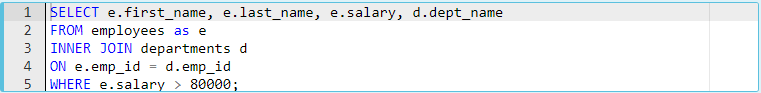 1 SELECT e.first_name, e.last_name, e.salary, d.dept_name
2 FROM employees as e
3 INNER JOIN departments d
4 ON e.emp_id = d.emp_id
5 WHERE e.salary > 80000;